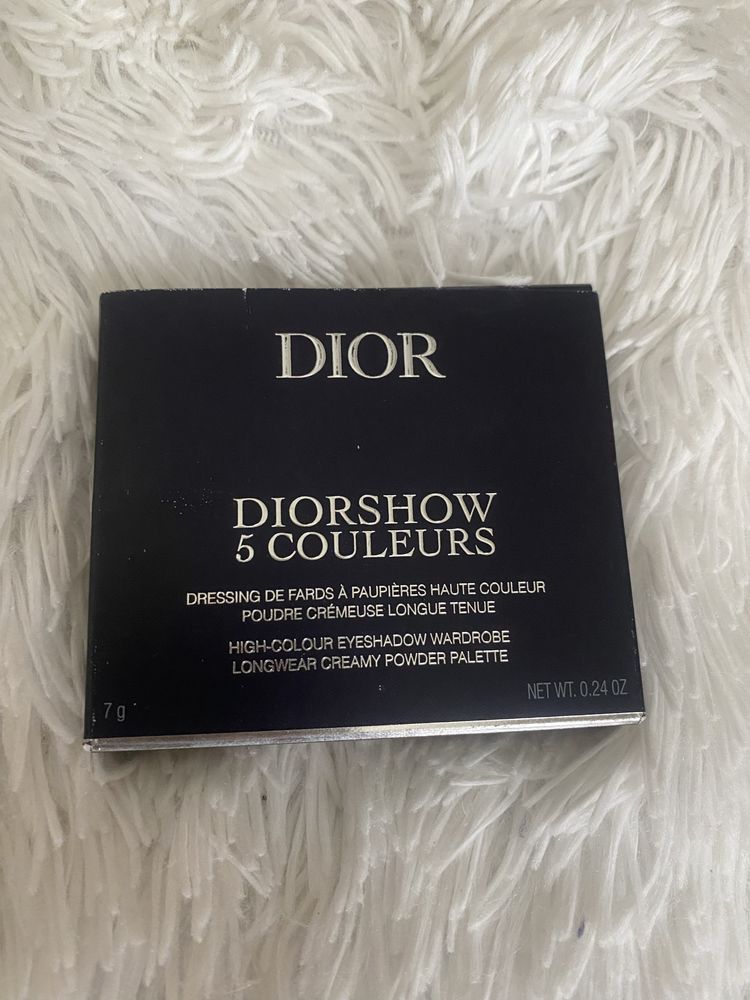 DIOR
DIORSHOW
5 COULEURS
DRESSING DE FARDS À PAUPIÈRES HAUTE COULEUR
POUDRE CRÉMEUSE LONGUE TENUE
HIGH-COLOUR EYESHADOW WARDROBE
LONGWEAR CREAMY POWDER PALETTE
7 g
NET WT. 0.24 OZ